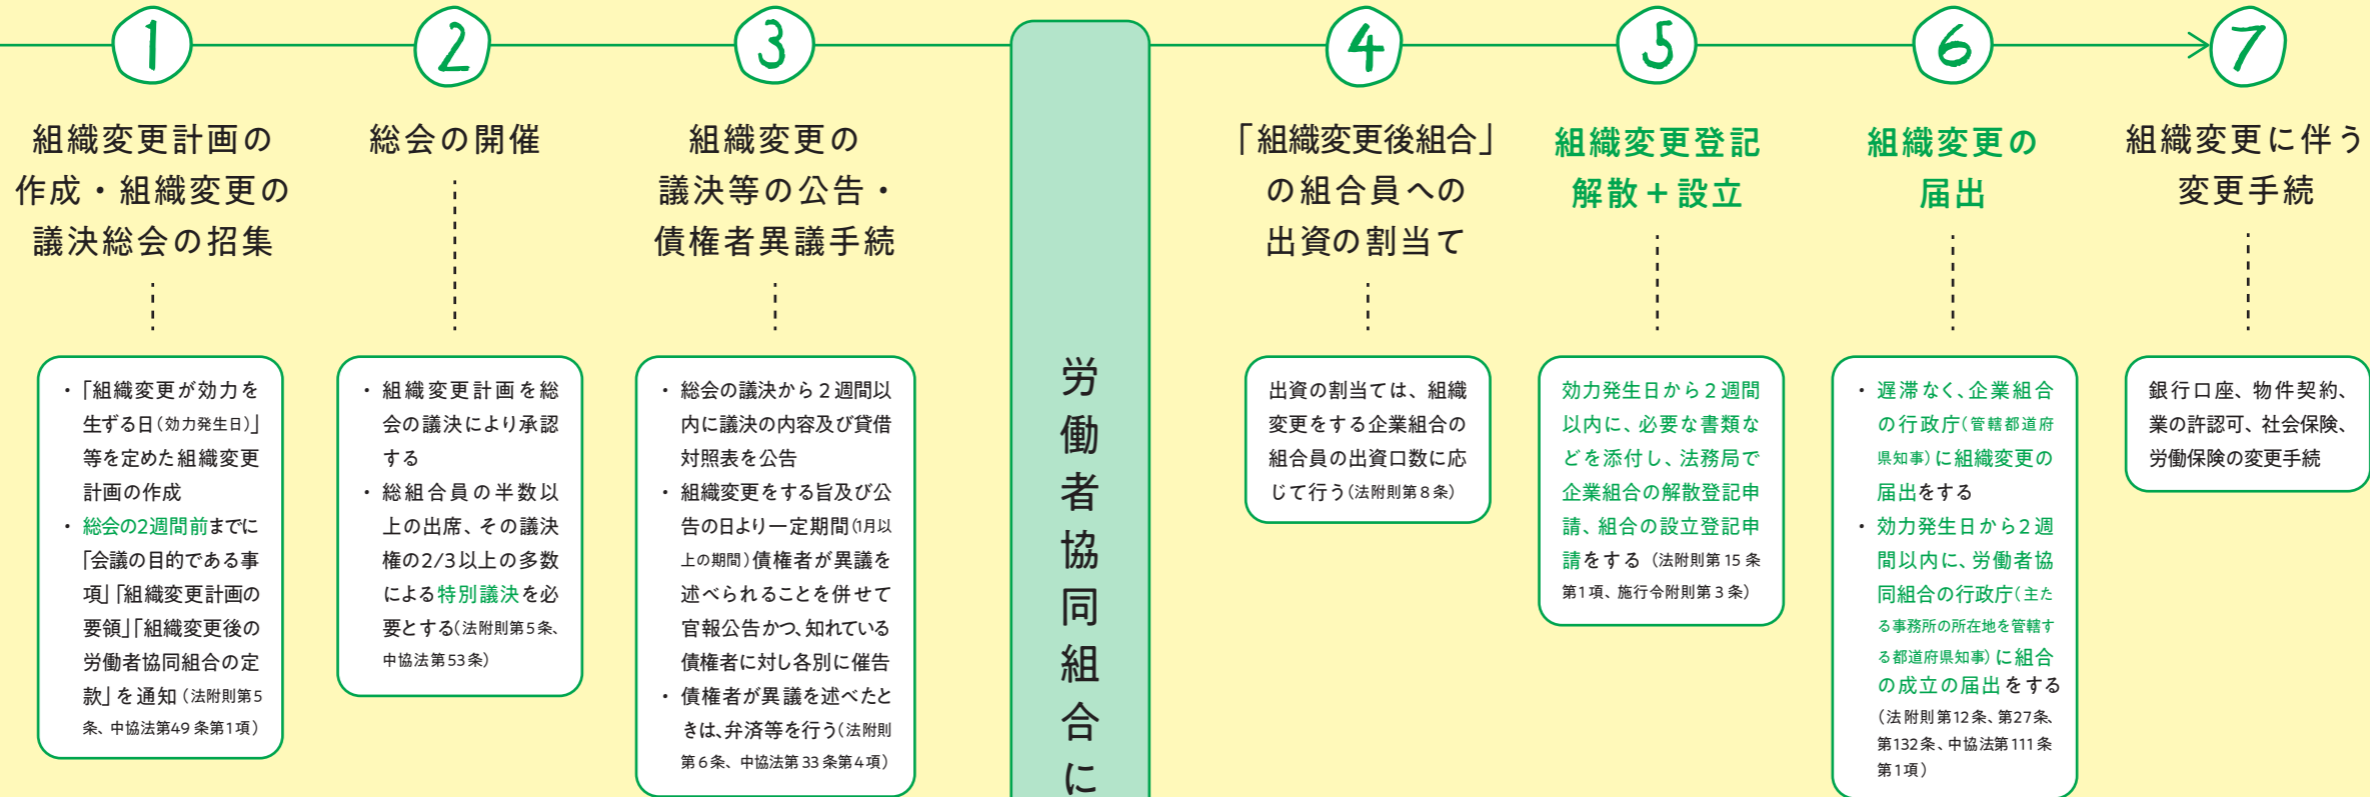 1
組織変更計画の
作成・組織変更の
議決総会の招集
・「組織変更が効力を
生ずる日(効力発生日)」
等を定めた組織変更
計画の作成
・総会の2週間前までに
「会議の目的である事
項」「組織変更計画の
要領」「組織変更後の
労働者協同組合の定
款」を通知(法附則第5
条、中協法第49条第1項)
2
総会の開催
・組織変更計画を総
会の議決により承認
する
・総組合員の半数以
上の出席、その議決
権の2/3以上の多数
による特別議決を必
要とする(法附則第5条、
中協法第53条)
3
組織変更の
議決等の公告・
債権者異議手続
・総会の議決から2週間以
内に議決の内容及び貸借
対照表を公告
・組織変更をする旨及び公
告の日より一定期間(1月以
上の期間)債権者が異議を
述べられることを併せて
官報公告かつ、知れている
債権者に対し各別に催告
・債権者が異議を述べたと
きは、弁済等を行う(法附則
第6条、中協法第33条第4項)
労働者協同組合に
4
「組織変更後組合」
の組合員への
出資の割当て
出資の割当ては、組織
変更をする企業組合の
組合員の出資口数に応
じて行う(法附則第8条)
5
組織変更登記
解散+設立
効力発生日から2週間
以内に、必要な書類な
どを添付し、法務局で
企業組合の解散登記申
請、組合の設立登記申
請をする(法附則第15条
第1項、施行令附則第3条)
6
組織変更の
届出
・遅滞なく、企業組合
の行政庁(管轄都道府
県知事)に組織変更の
届出をする
・効力発生日から2週
間以内に、労働者協
同組合の行政庁(主た
る事務所の所在地を管轄す
る都道府県知事)に組合
の成立の届出をする
(法附則第12条、第27条、
第132条、中協法第111条
第1項)
7
組織変更に伴う
変更手続
銀行口座、物件契約、
業の許認可、社会保険、
労働保険の変更手続